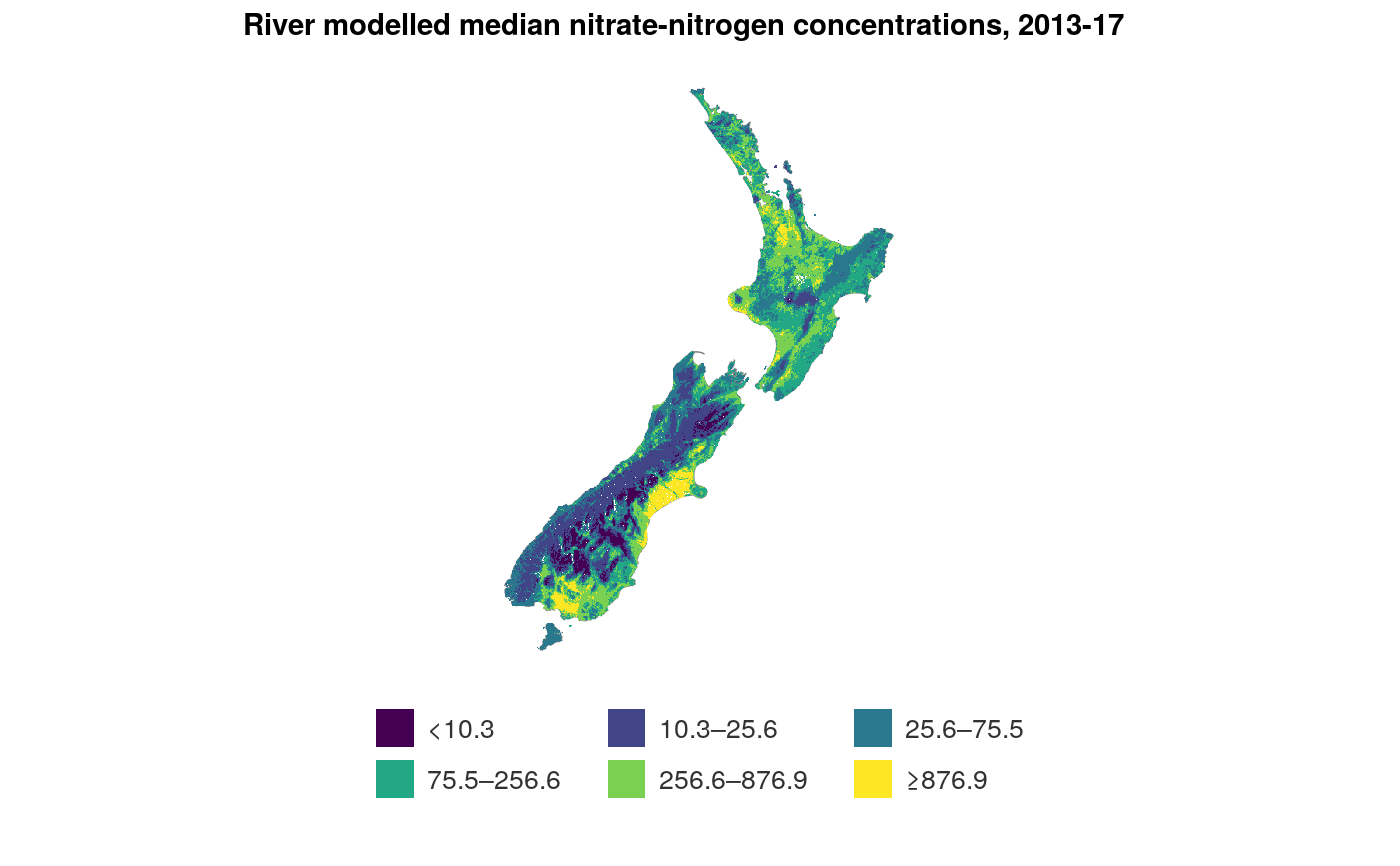 River modelled median nitrate-nitrogen concentrations, 2013-17
<10.3 10.3–25.6 25.6–75.5
75.5–256.6 256.6–876.9 ≥876.9